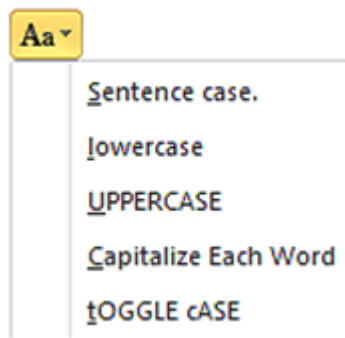 Aa
Sentence case.
lowercase
UPPERCASE
Capitalize Each Word
tOGGLE cASE